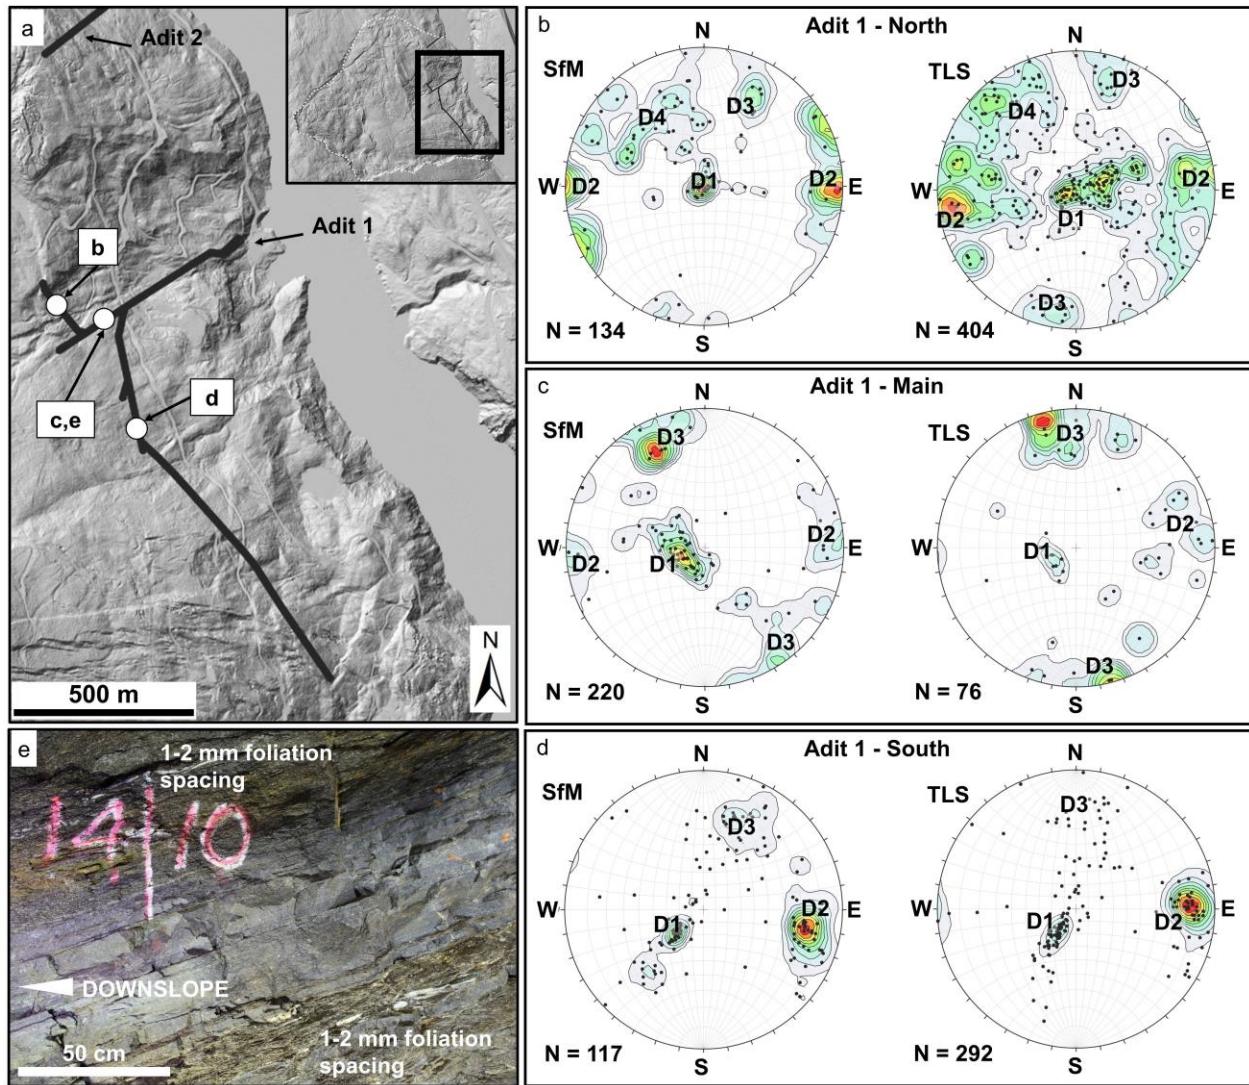 a
Adit 2
Adit 1
b
c,e
d
N
500 m
b
Adit 1 - North
SfM
N
D3
D4
W
D2
D1
D2
E
S
N = 134
TLS
N
D3
D4
W
D2
D1
D2
E
D3
S
N = 404
c
Adit 1 - Main
SfM
N
D3
W
D2
D1
D2
E
D3
S
N = 220
TLS
N
D3
D2
W
D1
E
D3
S
N = 76
d
Adit 1 - South
SfM
N
D3
W
D1
D2
E
S
N = 117
TLS
N
D3
W
D1
D2
E
S
N = 292
e
1-2 mm foliation
spacing
14 10
DOWNSLOPE
1-2 mm foliation
spacing
50 cm